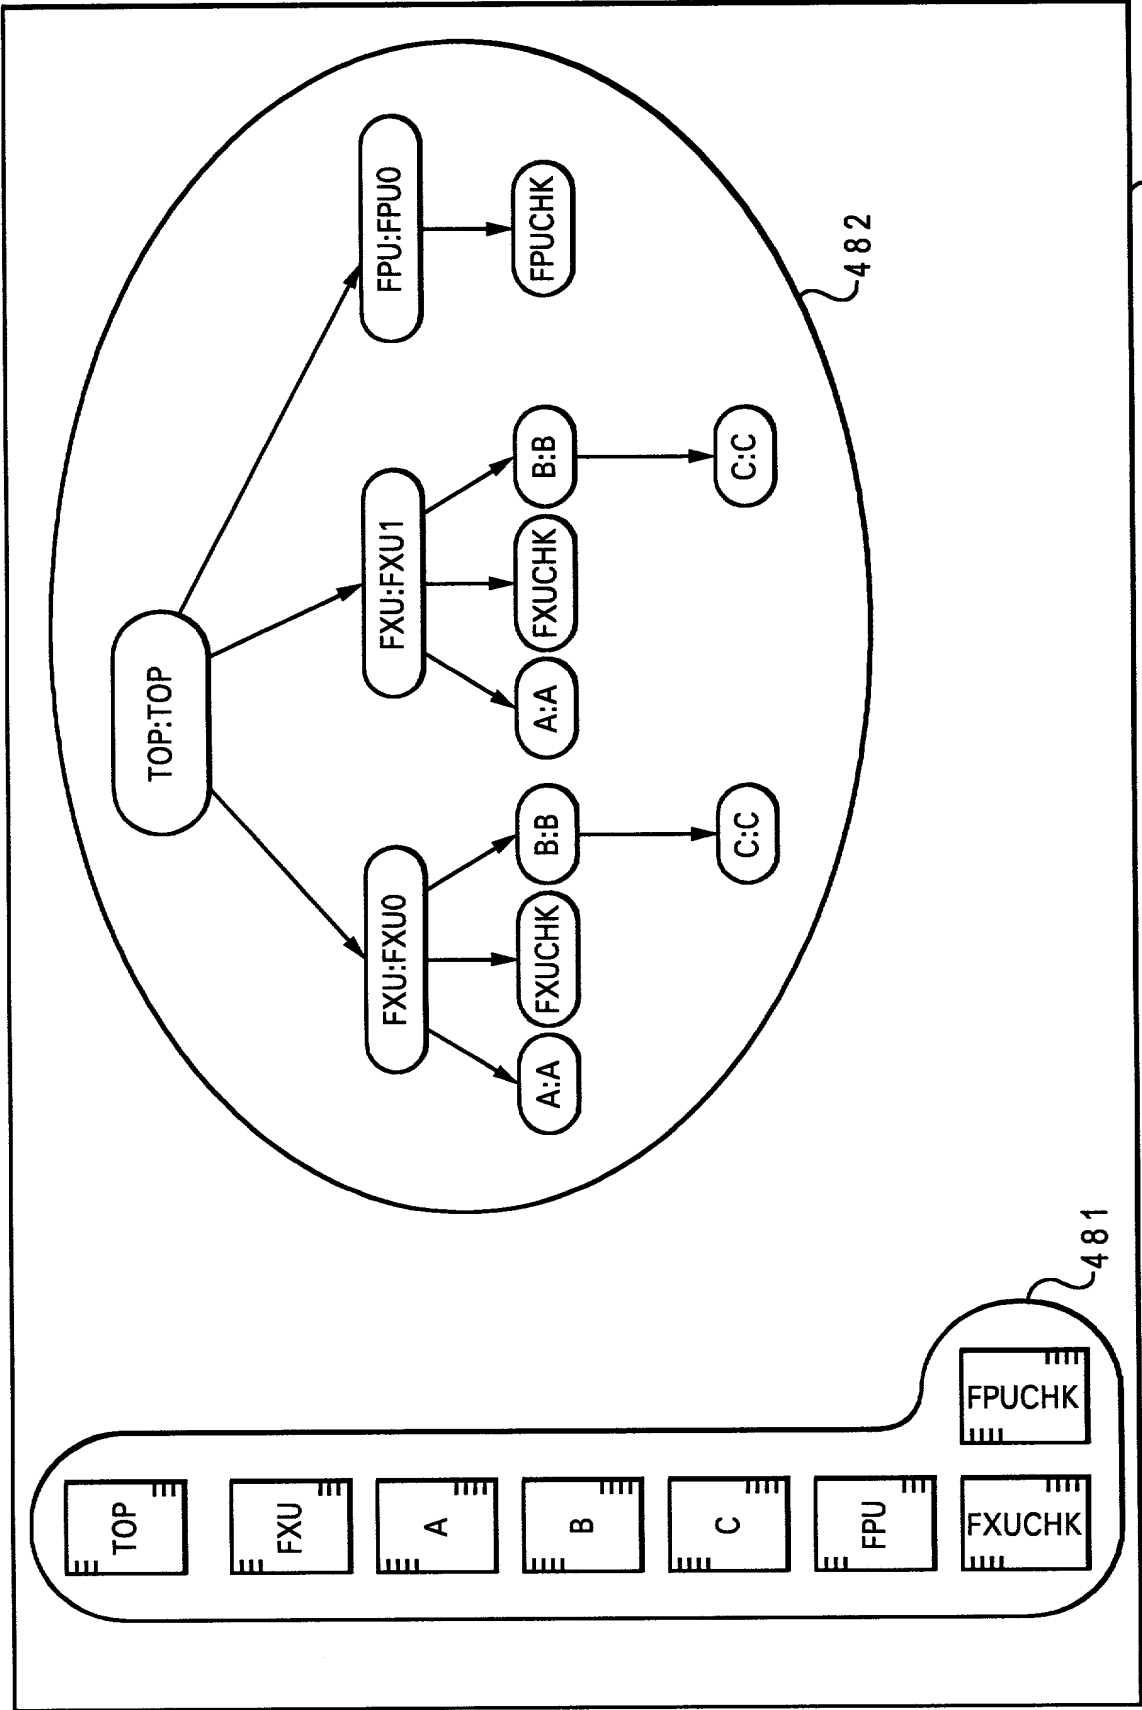 TOP
FXU
A
B
C
FPU
FXUCHK
FPUCHK
481
TOP:TOP
FXU:FXU0
FXU:FXU1
FPU:FPU0
A:A
FXUCHK
B:B
A:A
FXUCHK
B:B
FPUCHK
C:C
C:C
482